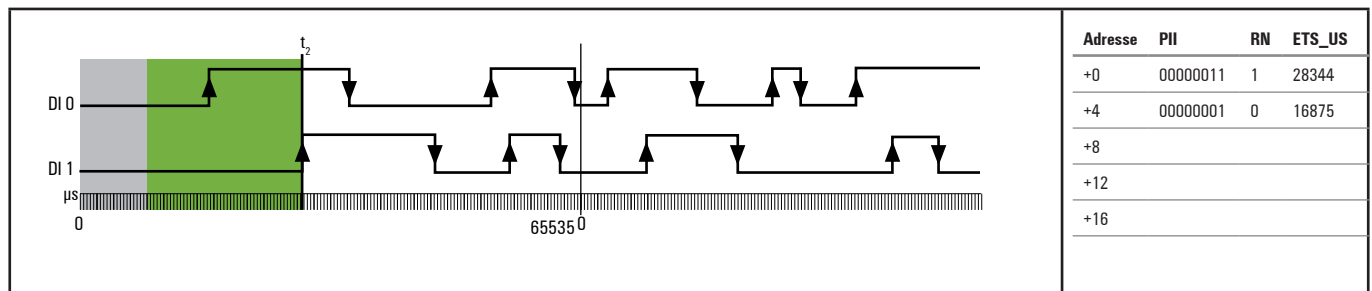 t2
DI 0
DI 1
µs
0
65535 0
Adresse PII RN ETS_US
+0 00000011 1 28344
+4 00000001 0 16875
+8
+12
+16